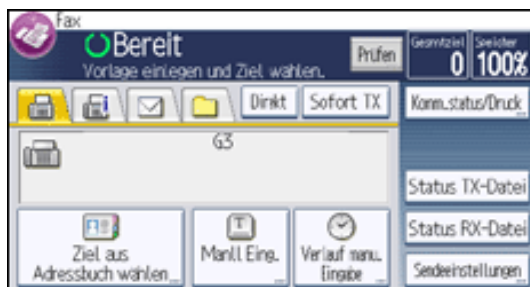 Fax
Bereit
Vorlage einlegen und Ziel wählen.
Prüfen
Gesamtziel
0
Speicher
100%
Direkt
Sofort TX
Komm.status/Druck
G3
Status TX-Datei
Status RX-Datei
Ziel aus
Adressbuch wählen
Manll Eing.
Verlauf manu.
Eingabe
Sendeeinstellungen